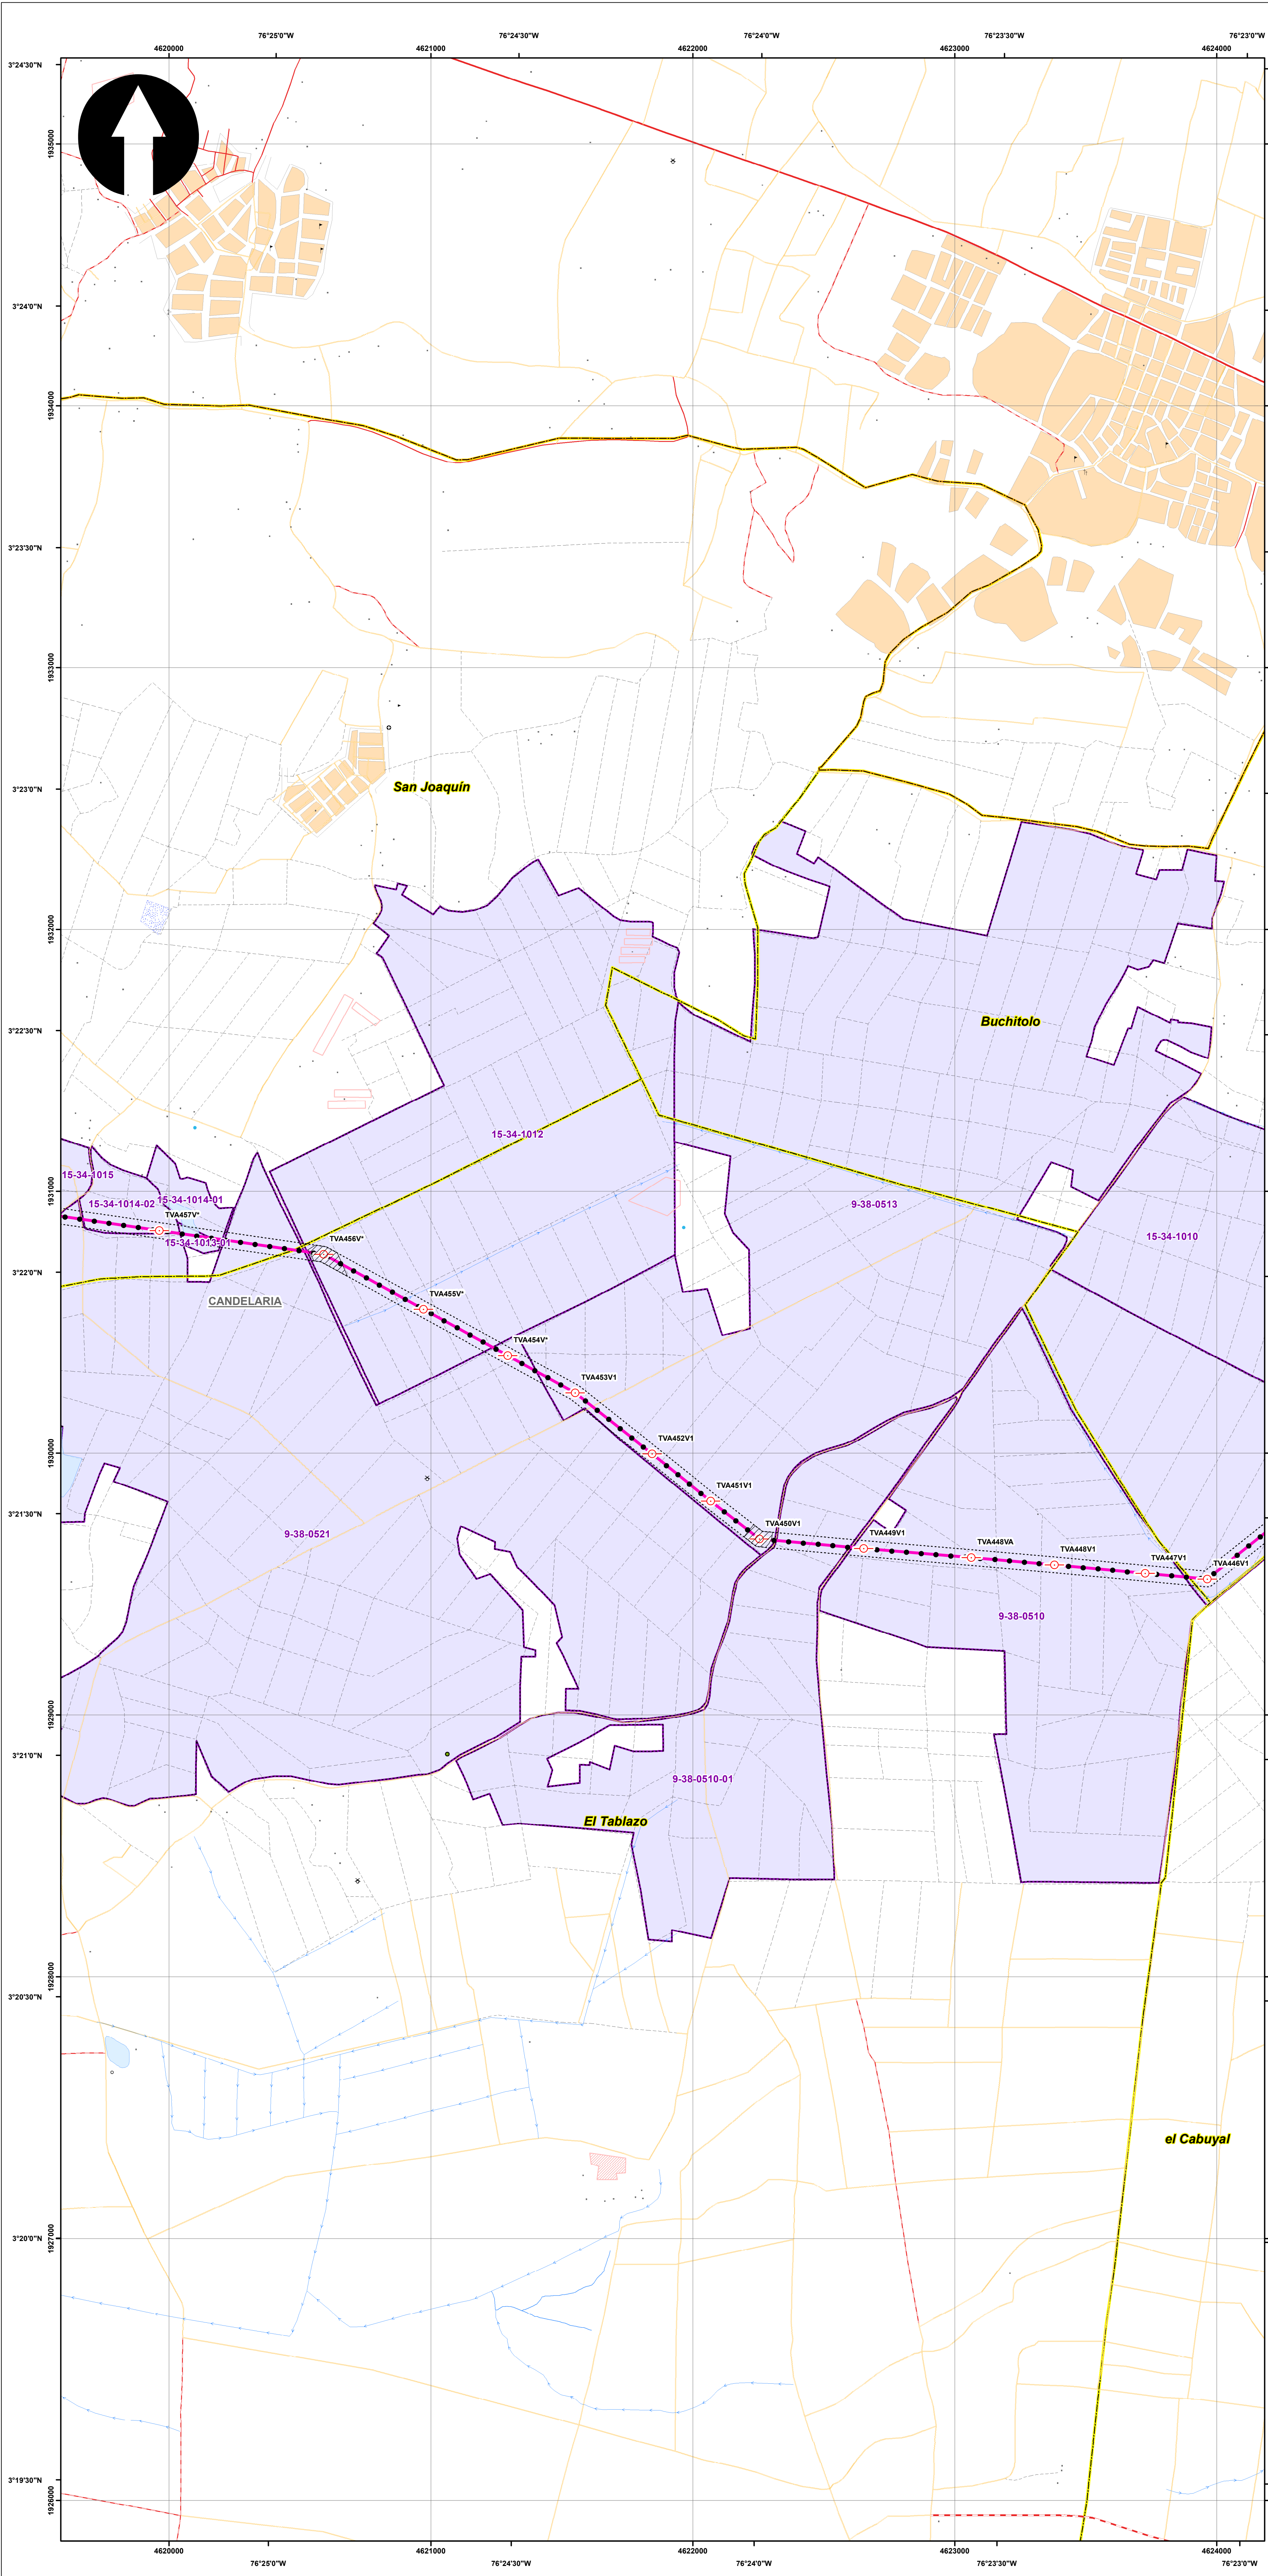 76°25'0"W 76°24'30"W 76°24'0"W 76°23'30"W 76°23'0"W
4620000 4621000 4622000 4623000 4624000
3°24'30"N
1935000
3°24'0"N
1934000
3°23'30"N
1933000
3°23'0"N
San Joaquín
1932000
3°22'30"N
Buchitolo
15-34-1012
15-34-1015
1931000
15-34-1014-02
15-34-1014-01
9-38-0513
TVA457V*
15-34-1013-01
TVA456V*
15-34-1010
3°22'0"N
CANDELARIA
TVA455V*
TVA454V*
TVA453V1
TVA452V1
1930000
TVA451V1
3°21'30"N
TVA450V1
9-38-0521
TVA449V1
TVA448VA
TVA448V1
TVA447V1
TVA446V1
9-38-0510
1929000
3°21'0"N
9-38-0510-01
El Tablazo
1928000
3°20'30"N
el Cabuyal
3°20'0"N
1927000
3°19'30"N
1926000
4620000 4621000 4622000 4623000 4624000
76°25'0"W 76°24'30"W 76°24'0"W 76°23'30"W 76°23'0"W